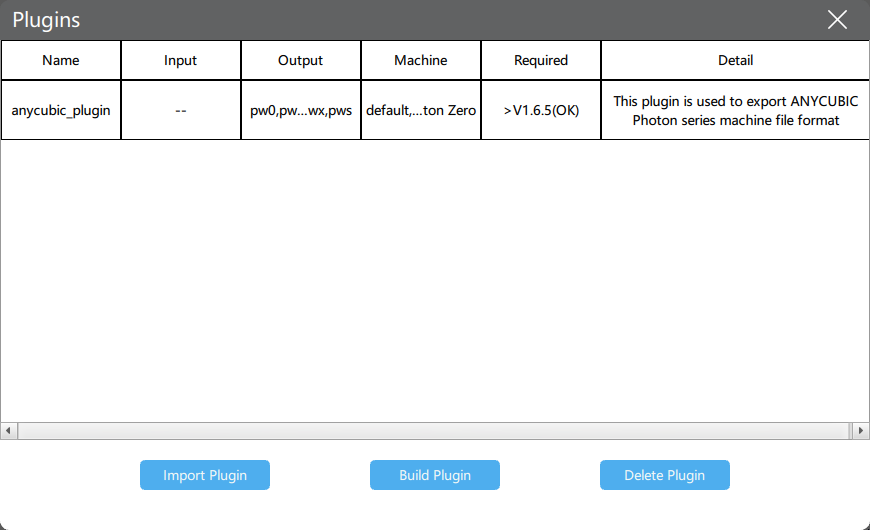 Plugins
Name Input Output Machine Required Detail
anycubic_plugin -- pw0,pw...wx,pws default,...ton Zero >V1.6.5(OK) This plugin is used to export ANYCUBIC
Photon series machine file format
Import Plugin Build Plugin Delete Plugin